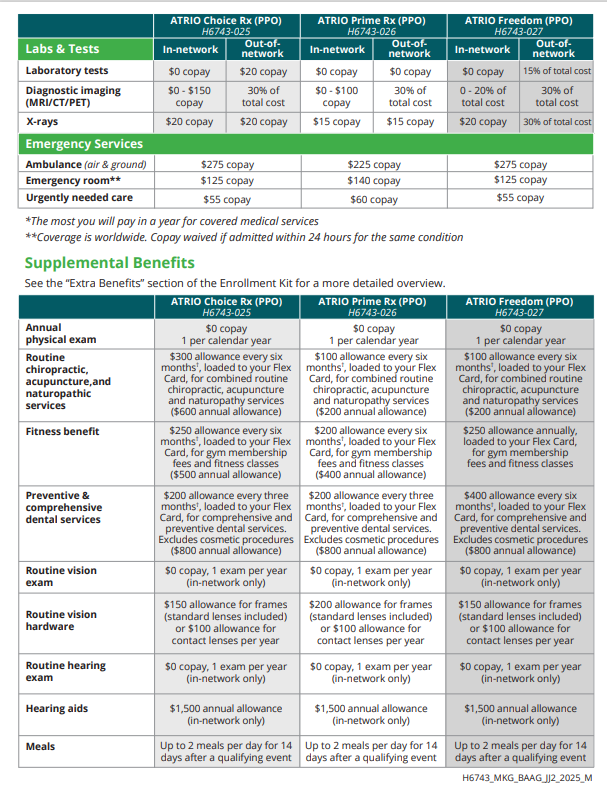 ATRIO Choice Rx (PPO) ATRIO Prime Rx (PPO) ATRIO Freedom (PPO)
H6743-025 H6743-026 H6743-027
Labs & Tests In-network Out-of-network In-network Out-of-network In-network Out-of-network
Laboratory tests $0 copay $20 copay $0 copay $0 copay $0 copay 15% of total cost
Diagnostic imaging $0 - $150 30% of $0 - $100 30% of 0 - 20% of 30% of
(MRI/CT/PET) copay total cost copay total cost total cost total cost
X-rays $20 copay $20 copay $15 copay $15 copay $20 copay 30% of total cost
Emergency Services
Ambulance (air & ground) $275 copay $225 copay $275 copay
Emergency room** $125 copay $140 copay $125 copay
Urgently needed care $55 copay $60 copay $55 copay
*The most you will pay in a year for covered medical services
**Coverage is worldwide. Copay waived if admitted within 24 hours for the same condition
Supplemental Benefits
See the “Extra Benefits” section of the Enrollment Kit for a more detailed overview.
ATRIO Choice Rx (PPO) ATRIO Prime Rx (PPO) ATRIO Freedom (PPO)
H6743-025 H6743-026 H6743-027
Annual
physical exam
$0 copay
1 per calendar year
$0 copay
1 per calendar year
$0 copay
1 per calendar year
Routine
chiropractic,
acupuncture,and
naturopathic
services
$300 allowance every six
months†, loaded to your Flex
Card, for combined routine
chiropractic, acupuncture
and naturopathy services
($600 annual allowance)
$100 allowance every six
months†, loaded to your Flex
Card, for combined routine
chiropractic, acupuncture
and naturopathy services
($200 annual allowance)
$100 allowance every six
months†, loaded to your Flex
Card, for combined routine
chiropractic, acupuncture
and naturopathy services
($200 annual allowance)
Fitness benefit
$250 allowance every six
months†, loaded to your Flex
Card, for gym membership
fees and fitness classes
($500 annual allowance)
$200 allowance every six
months†, loaded to your Flex
Card, for gym membership
fees and fitness classes
($400 annual allowance)
$250 allowance annually,
loaded to your Flex Card,
for gym membership
fees and fitness classes
Preventive &
comprehensive
dental services
$200 allowance every three
months†, loaded to your Flex
Card, for comprehensive and
preventive dental services.
Excludes cosmetic procedures
($800 annual allowance)
$200 allowance every three
months†, loaded to your Flex
Card, for comprehensive and
preventive dental services.
Excludes cosmetic procedures
($800 annual allowance)
$400 allowance every six
months†, loaded to your Flex
Card, for comprehensive and
preventive dental services.
Excludes cosmetic procedures
($800 annual allowance)
Routine vision
exam
$0 copay, 1 exam per year
(in-network only)
$0 copay, 1 exam per year
(in-network only)
$0 copay, 1 exam per year
(in-network only)
Routine vision
hardware
$150 allowance for frames
(standard lenses included)
or $100 allowance for
contact lenses per year
$200 allowance for frames
(standard lenses included)
or $100 allowance for
contact lenses per year
$150 allowance for frames
(standard lenses included)
or $100 allowance for
contact lenses per year
Routine hearing
exam
$0 copay, 1 exam per year
(in-network only)
$0 copay, 1 exam per year
(in-network only)
$0 copay, 1 exam per year
(in-network only)
Hearing aids
$1,500 annual allowance
(in-network only)
$1,500 annual allowance
(in-network only)
$1,500 annual allowance
(in-network only)
Meals
Up to 2 meals per day for 14
days after a qualifying event
Up to 2 meals per day for 14
days after a qualifying event
Up to 2 meals per day for 14
days after a qualifying event
H6743_MKG_BAAG_JJ2_2025_M